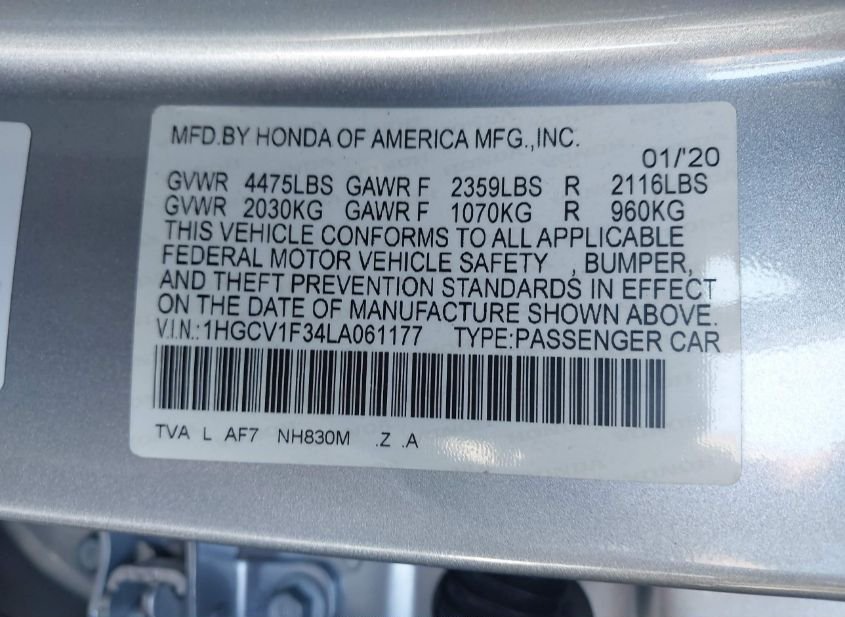 MFD.BY HONDA OF AMERICA MFG.,INC.
01/'20
GVWR 4475LBS GAWR F 2359LBS R 2116LBS
GVWR 2030KG GAWR F 1070KG R 960KG
THIS VEHICLE CONFORMS TO ALL APPLICABLE
FEDERAL MOTOR VEHICLE SAFETY , BUMPER,
AND THEFT PREVENTION STANDARDS IN EFFECT
ON THE DATE OF MANUFACTURE SHOWN ABOVE.
V.I.N.:1HGCV1F34LA061177 TYPE:PASSENGER CAR
TVA L AF7 NH830M .Z .A